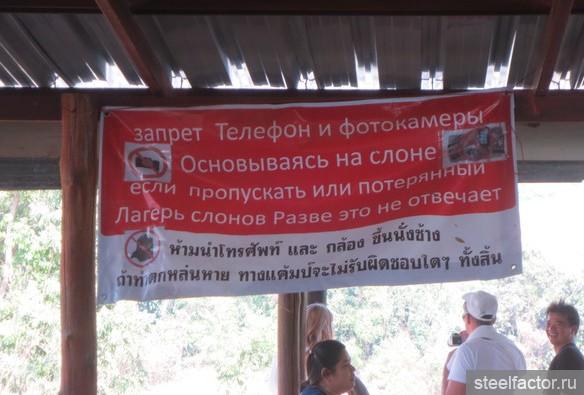 запрет Телефон и фотокамеры
Основываясь на слоне
если пропускать или потерянный
Лагерь слонов Разве это не отвечает
ห้ามนำโทรศัพท์ และ กล้อง ขึ้นนั่งช้าง
ถ้าทำตกหล่นหาย ทางแค้มป์จะไม่รับผิดชอบใดๆ ทั้งสิ้น
steelfactor.ru